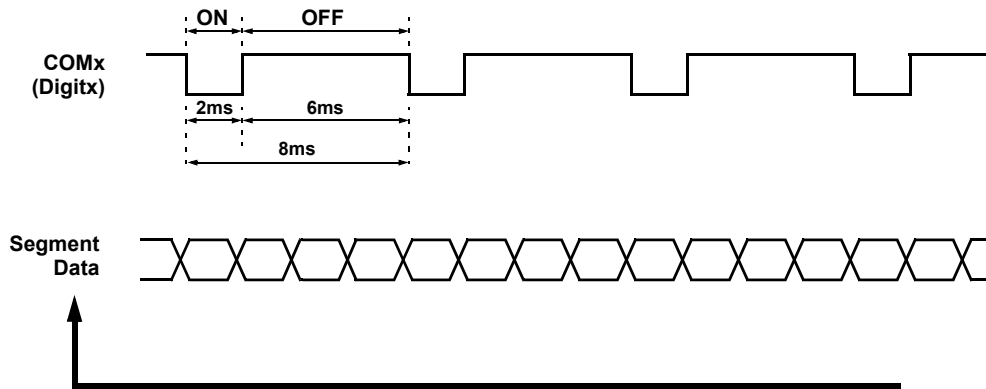 ON OFF
COMx
(Digitx)
2ms 6ms
8ms
Segment
Data